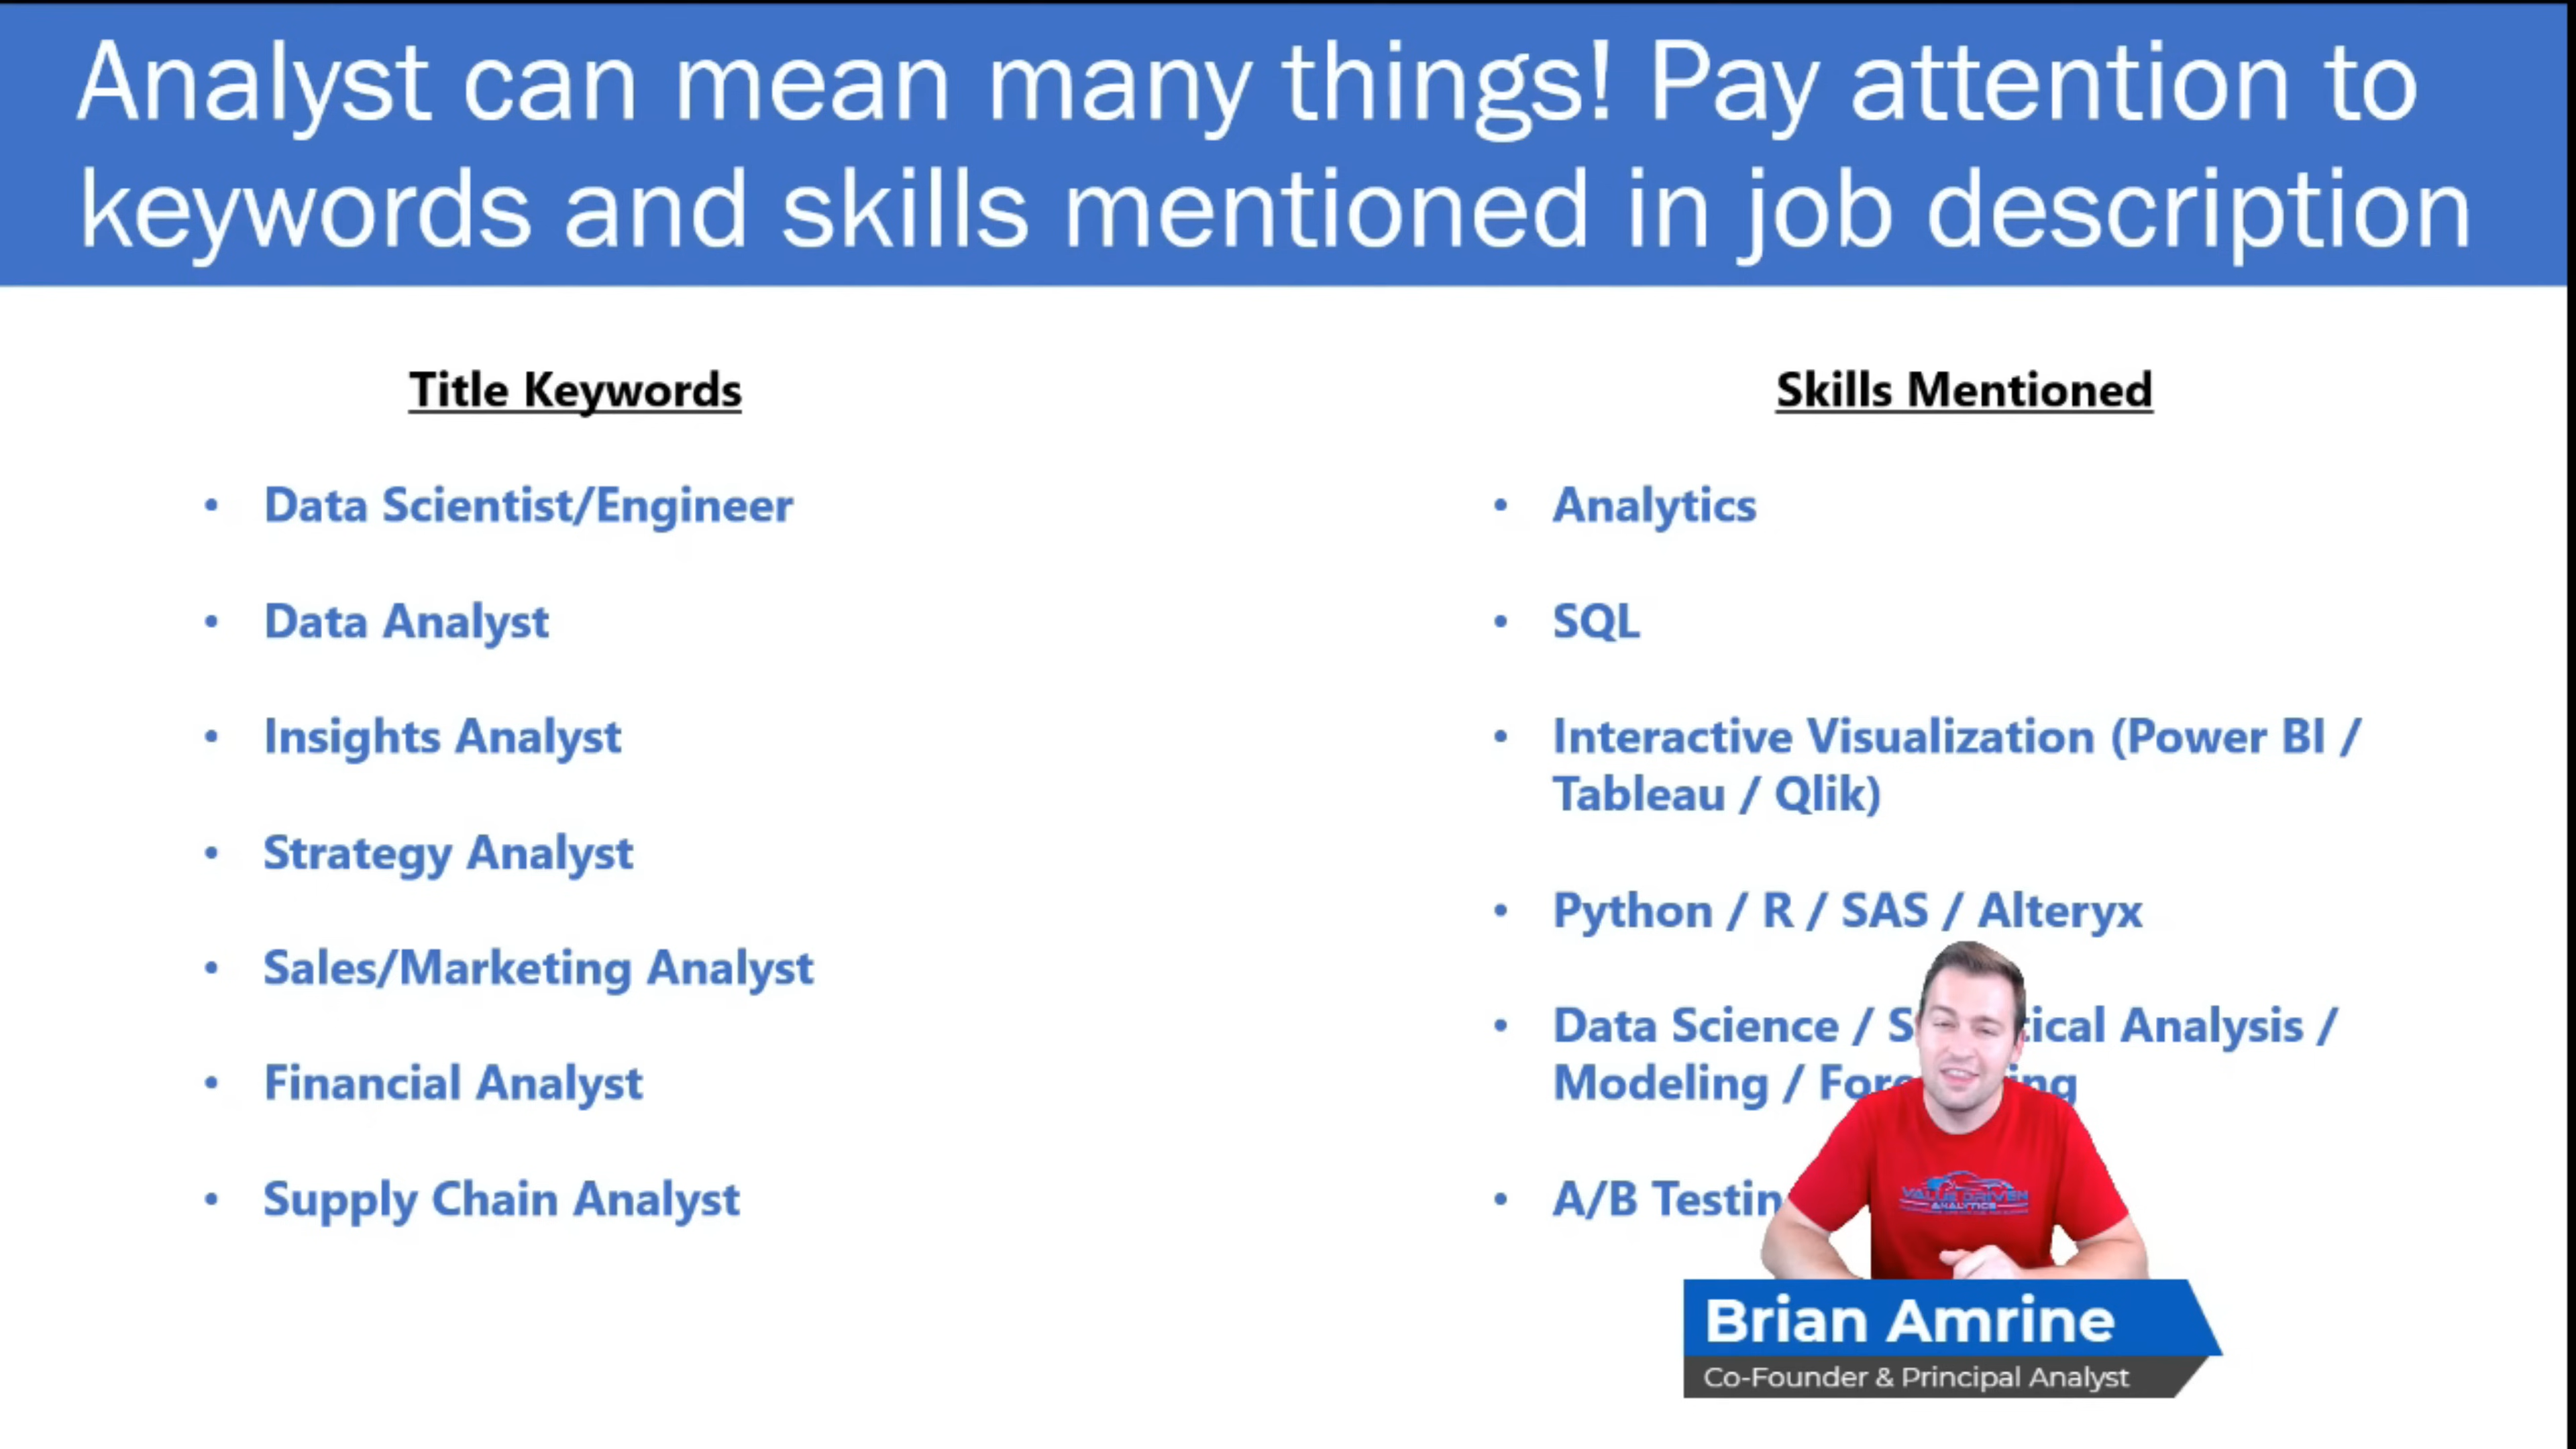 Analyst can mean many things! Pay attention to
keywords and skills mentioned in job description
Title Keywords
• Data Scientist/Engineer
• Data Analyst
• Insights Analyst
• Strategy Analyst
• Sales/Marketing Analyst
• Financial Analyst
• Supply Chain Analyst
Skills Mentioned
• Analytics
• SQL
• Interactive Visualization (Power BI /
Tableau / Qlik)
• Python / R / SAS / Alteryx
• Data Science / Analysis /
Modeling /
• A/B
VALUE DRIVEN
ANALYTICS
Brian Amrine
Co-Founder & Principal Analyst